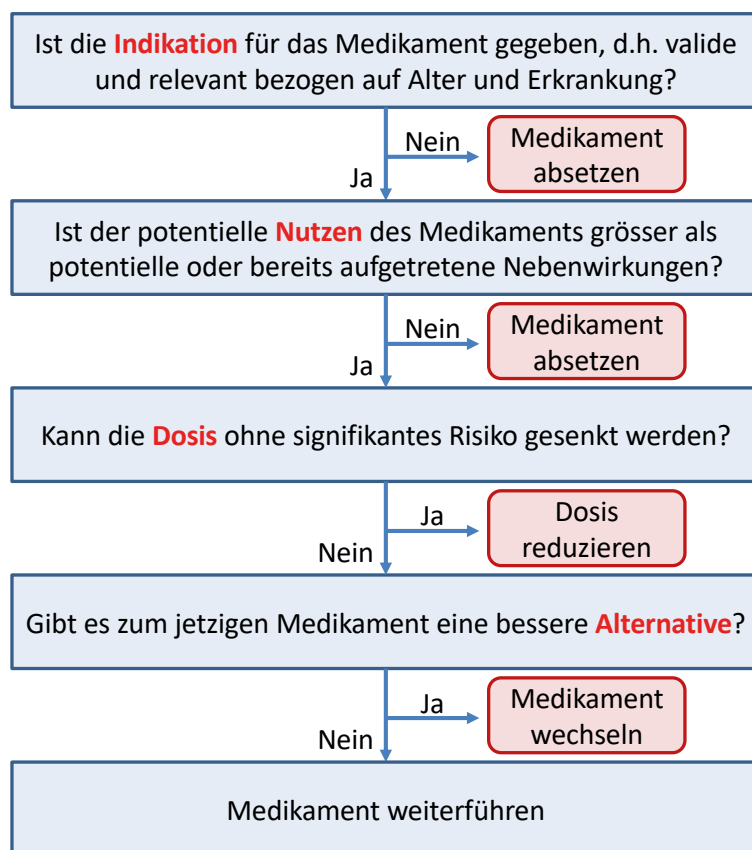 Ist die Indikation für das Medikament gegeben, d.h. valide
und relevant bezogen auf Alter und Erkrankung?
Nein
Medikament
absetzen
Ja
Ist der potentielle Nutzen des Medikaments grösser als
potentielle oder bereits aufgetretene Nebenwirkungen?
Nein
Medikament
absetzen
Ja
Kann die Dosis ohne signifikantes Risiko gesenkt werden?
Ja
Dosis
reduzieren
Nein
Gibt es zum jetzigen Medikament eine bessere Alternative?
Ja
Medikament
wechseln
Nein
Medikament weiterführen